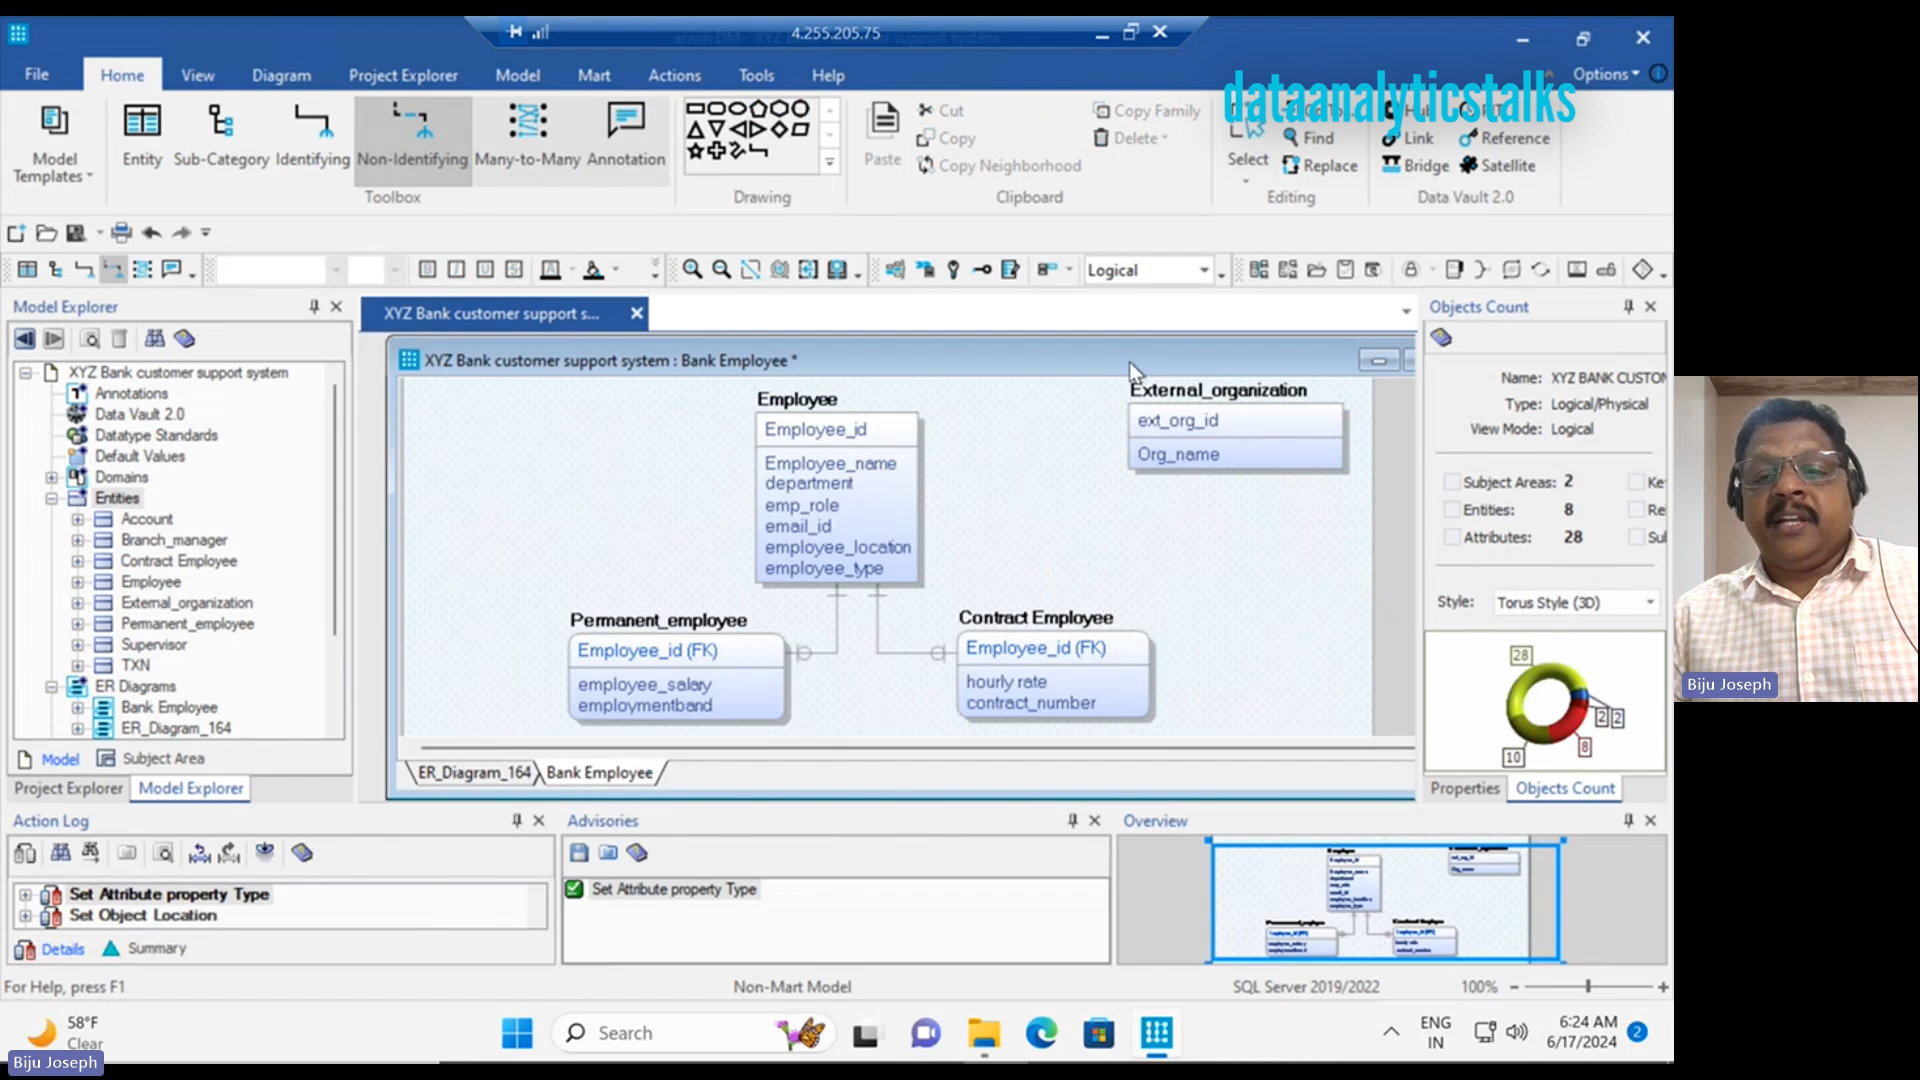 4.255.205.75
File
Home
View
Diagram
Project Explorer
Model
Mart
Actions
Tools
Help
Options
dataanalyticstalks
Model Templates
Entity
Sub-Category
Identifying
Non-Identifying
Many-to-Many
Annotation
Toolbox
Drawing
Paste
Cut
Copy
Copy Neighborhood
Copy Family
Delete
Clipboard
Select
Find
Replace
Editing
Link
Bridge
Reference
Satellite
Data Vault 2.0
Logical
Model Explorer
XYZ Bank customer support system
Annotations
Data Vault 2.0
Datatype Standards
Default Values
Domains
Entities
Account
Branch_manager
Contract Employee
Employee
External_organization
Permanent_employee
Supervisor
TXN
ER Diagrams
Bank Employee
ER_Diagram_164
Model
Subject Area
Project Explorer
Model Explorer
XYZ Bank customer support s...
XYZ Bank customer support system : Bank Employee *
Employee
Employee_id
Employee_name
department
emp_role
email_id
employee_location
employee_type
External_organization
ext_org_id
Org_name
Permanent_employee
Employee_id (FK)
employee_salary
employmentband
Contract Employee
Employee_id (FK)
hourly rate
contract_number
ER_Diagram_164
Bank Employee
Objects Count
Name: XYZ BANK CUSTOM
Type: Logical/Physical
View Mode: Logical
Subject Areas: 2
Ke
Entities: 8
Re
Attributes: 28
Sul
Style: Torus Style (3D)
28
2
2
8
10
Properties
Objects Count
Action Log
Set Attribute property Type
Set Object Location
Details
Summary
Advisories
Set Attribute property Type
Overview
For Help, press F1
Non-Mart Model
SQL Server 2019/2022
100%
58°F
Clear
Search
ENG
IN
6:24 AM
6/17/2024
2
Biju Joseph
Biju Joseph